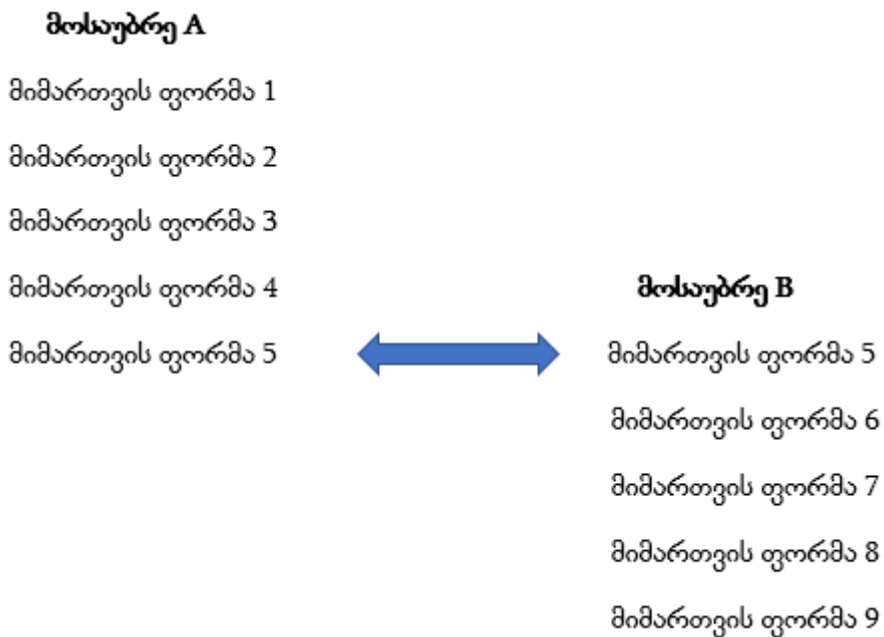 მოსაუბრე A
მიმართვის ფორმა 1
მიმართვის ფორმა 2
მიმართვის ფორმა 3
მიმართვის ფორმა 4
მიმართვის ფორმა 5
მოსაუბრე B
მიმართვის ფორმა 5
მიმართვის ფორმა 6
მიმართვის ფორმა 7
მიმართვის ფორმა 8
მიმართვის ფორმა 9